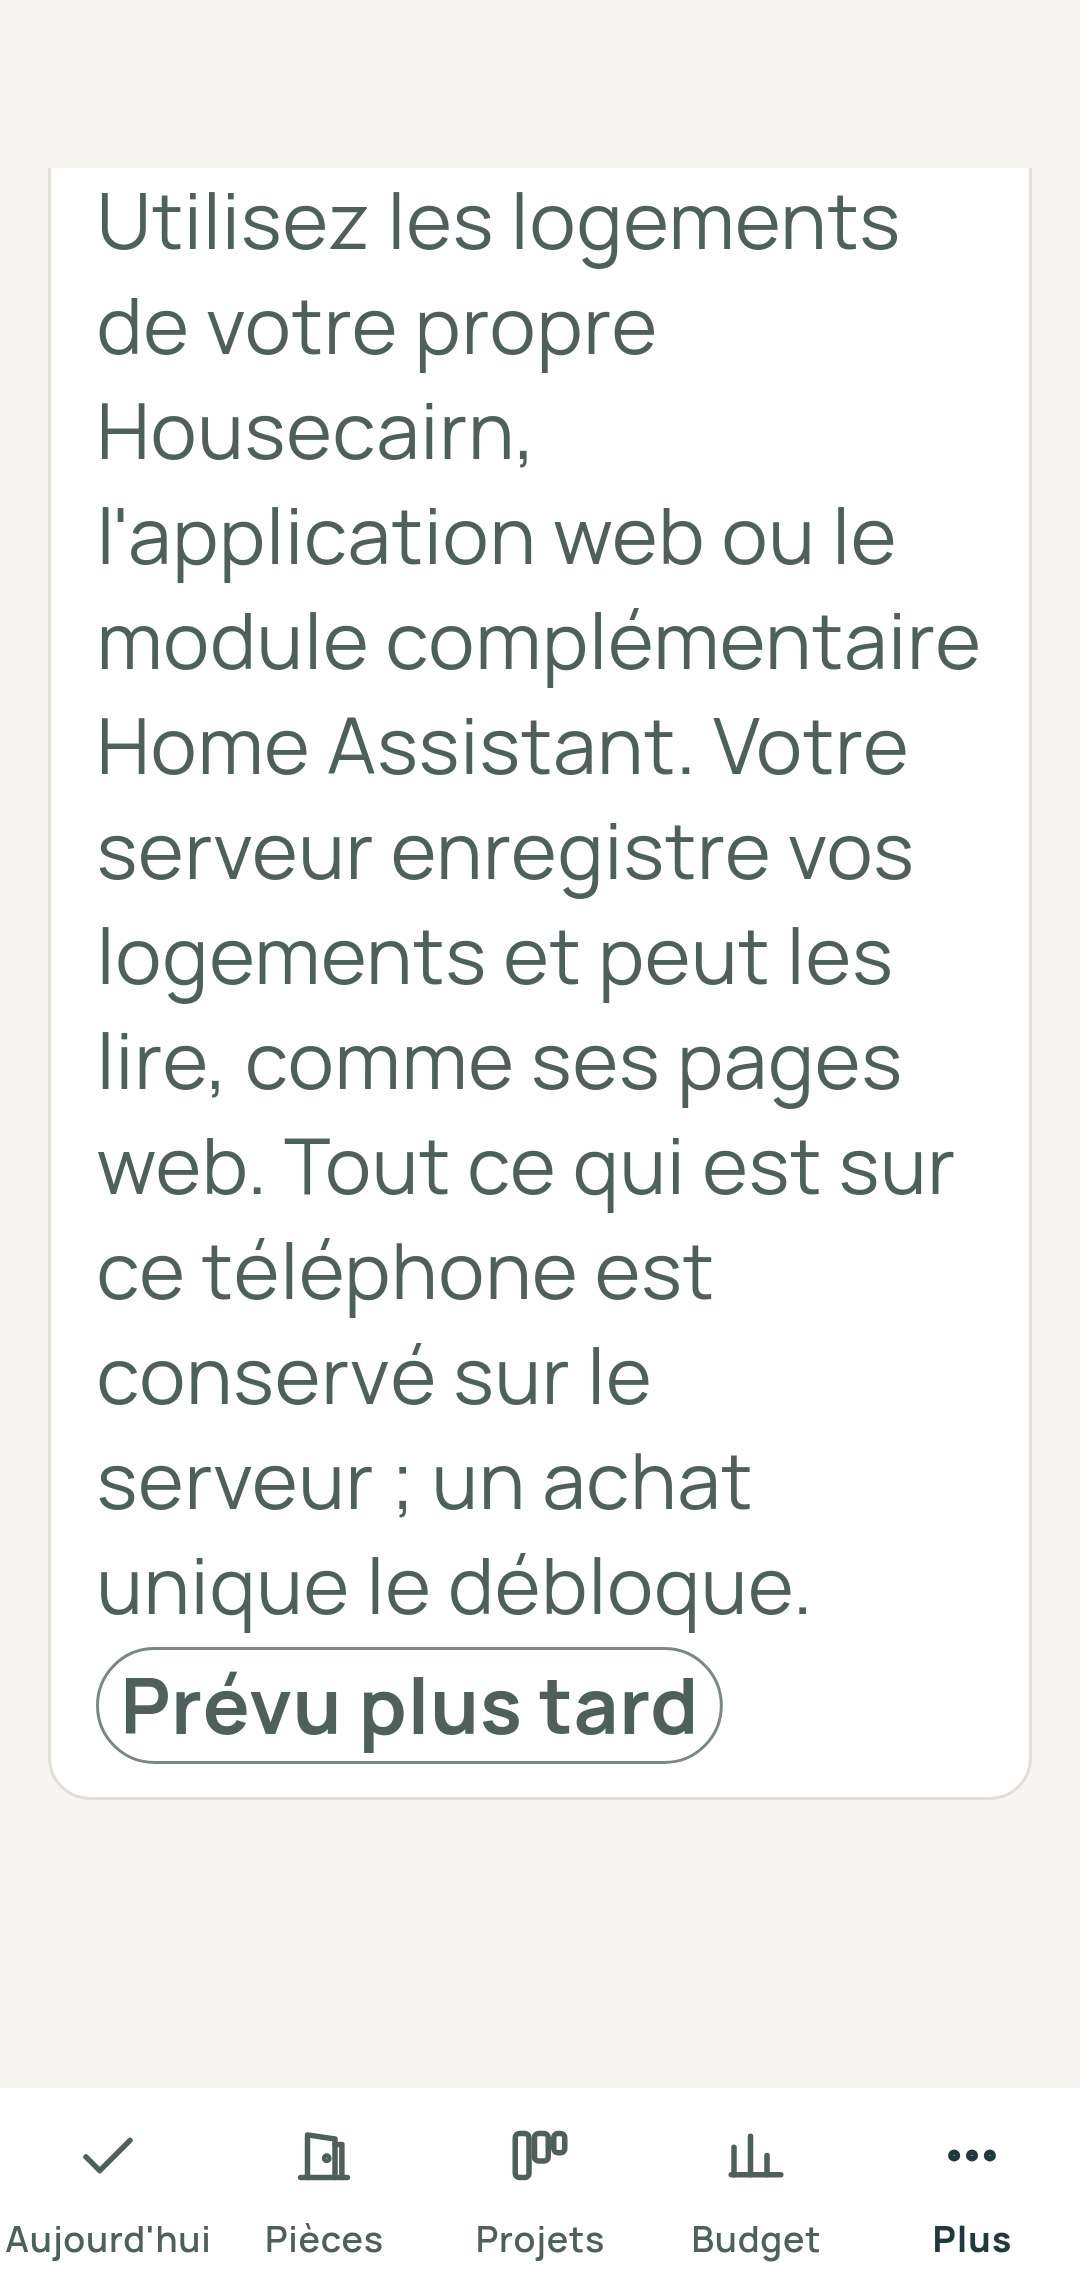 Utilisez les logements
de votre propre
Housecairn,
l'application web ou le
module complémentaire
Home Assistant. Votre
serveur enregistre vos
logements et peut les
lire, comme ses pages
web. Tout ce qui est sur
ce téléphone est
conservé sur le
serveur ; un achat
unique le débloque.
Prévu plus tard
Aujourd'hui Pièces Projets Budget Plus